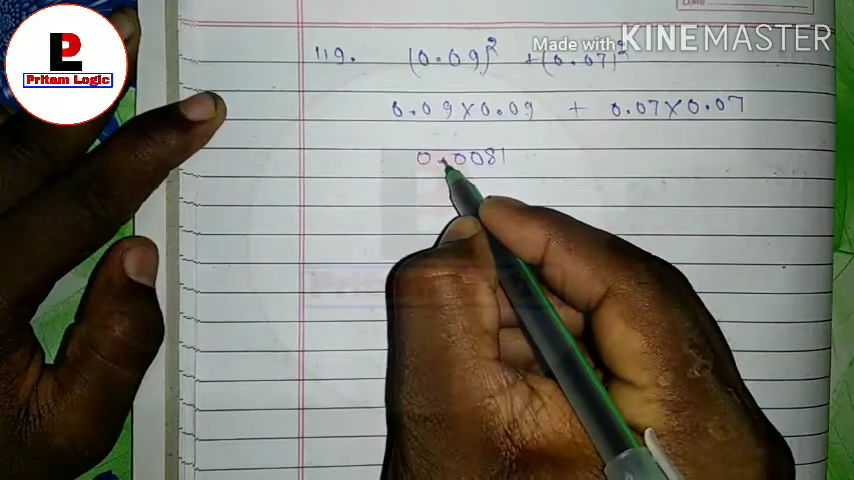 Pritam Logic
Made with KINEMASTER
119. (0.09)² + (0.07)²
0.09×0.09 + 0.07×0.07
0.0081